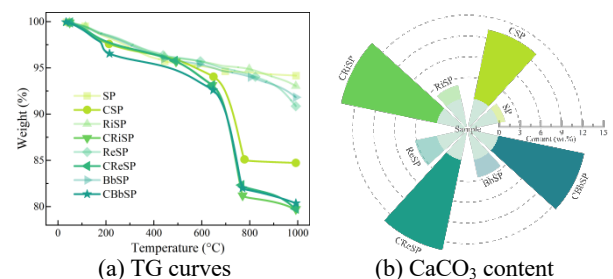 100
95
90
85
80
Weight (%)
SP
CSP
RiSP
CRiSP
ReSP
CReSP
BbSP
CBbSP
0 200 400 600 800 1000
Temperature (°C)
(a) TG curves
CSP
CRiSP
RiSP
SP
Sample
0 3 6 9 12 15
Content (wt.%)
ReSP
BbSP
CBbSP
CReSP
(b) CaCO₃ content